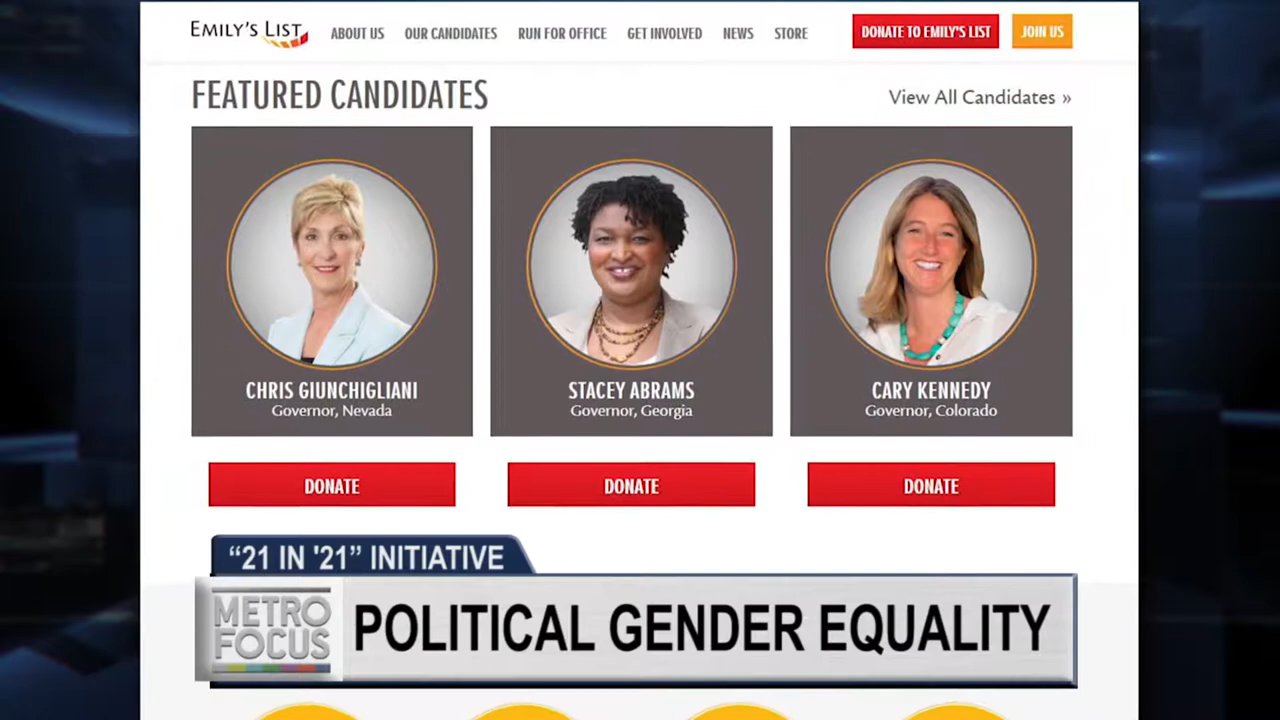 EMILY'S LIST
ABOUT US
OUR CANDIDATES
RUN FOR OFFICE
GET INVOLVED
NEWS
STORE
DONATE TO EMILY'S LIST
JOIN US
FEATURED CANDIDATES
View All Candidates »
CHRIS GIUNCHIGLIANI
Governor, Nevada
STACEY ABRAMS
Governor, Georgia
CARY KENNEDY
Governor, Colorado
DONATE
DONATE
DONATE
“21 IN '21” INITIATIVE
METRO
FOCUS
POLITICAL GENDER EQUALITY